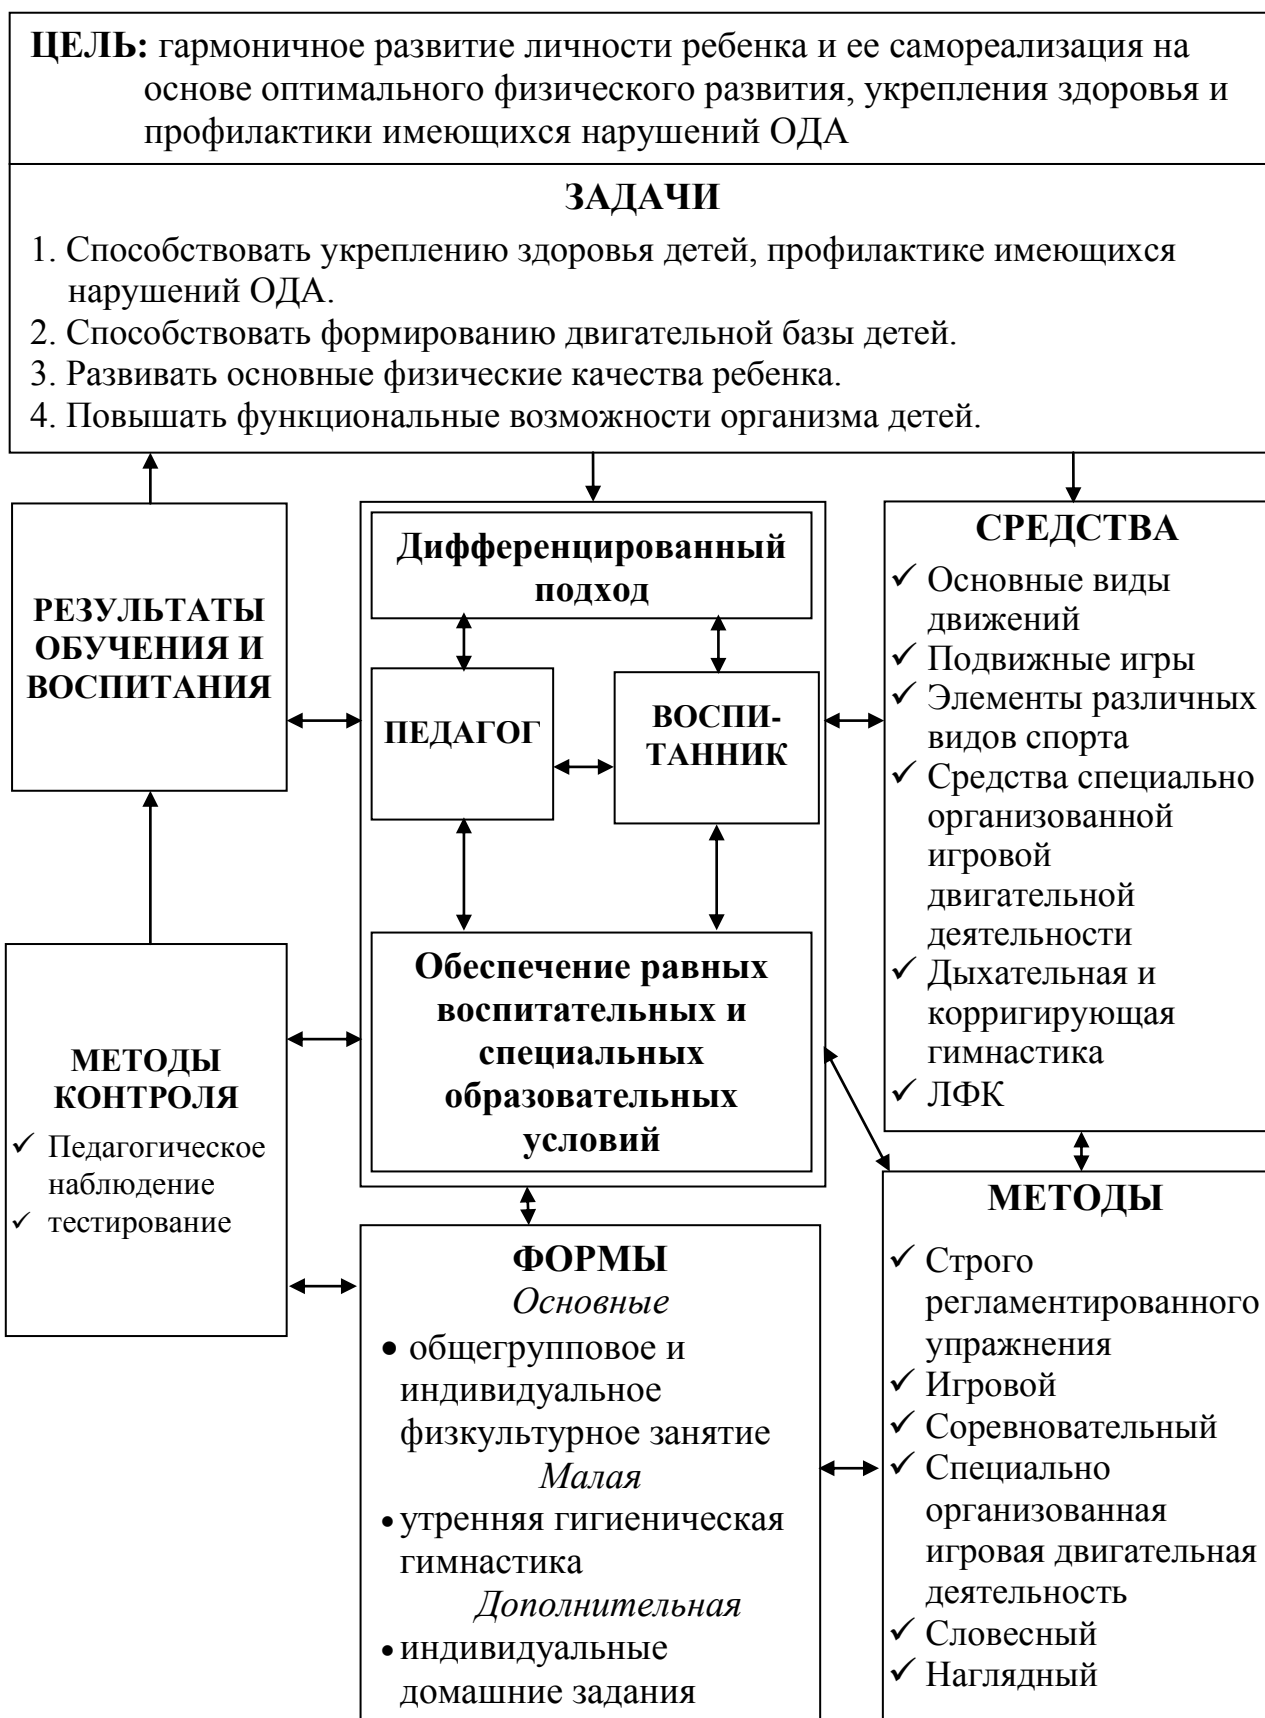 ЦЕЛЬ: гармоничное развитие личности ребенка и ее самореализация на
основе оптимального физического развития, укрепления здоровья и
профилактики имеющихся нарушений ОДА
ЗАДАЧИ
1. Способствовать укреплению здоровья детей, профилактике имеющихся
нарушений ОДА.
2. Способствовать формированию двигательной базы детей.
3. Развивать основные физические качества ребенка.
4. Повышать функциональные возможности организма детей.
РЕЗУЛЬТАТЫ
ОБУЧЕНИЯ И
ВОСПИТАНИЯ
МЕТОДЫ
КОНТРОЛЯ
✓ Педагогическое
наблюдение
✓ тестирование
Дифференцированный
подход
ПЕДАГОГ
ВОСПИ-
ТАННИК
Обеспечение равных
воспитательных и
специальных
образовательных
условий
ФОРМЫ
Основные
• общегрупповое и
индивидуальное
физкультурное занятие
Малая
• утренняя гигиеническая
гимнастика
Дополнительная
• индивидуальные
домашние задания
СРЕДСТВА
✓ Основные виды
движений
✓ Подвижные игры
✓ Элементы различных
видов спорта
✓ Средства специально
организованной
игровой
двигательной
деятельности
✓ Дыхательная и
корригирующая
гимнастика
✓ ЛФК
МЕТОДЫ
✓ Строго
регламентированного
упражнения
✓ Игровой
✓ Соревновательный
✓ Специально
организованная
игровая двигательная
деятельность
✓ Словесный
✓ Наглядный